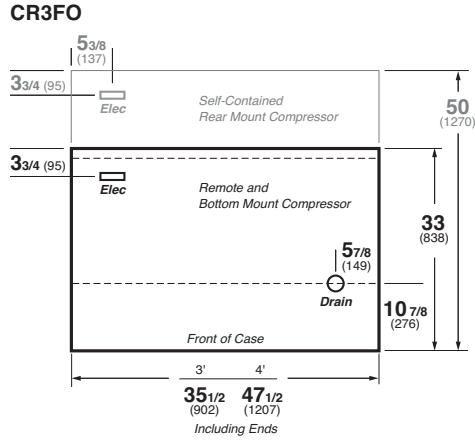 CR3FO
5 3/8
(137)
3 3/4 (95)
Elec
Self-Contained
Rear Mount Compressor
50
(1270)
3 3/4 (95)
Elec
Remote and
Bottom Mount Compressor
33
(838)
5 7/8
(149)
Drain
10 7/8
(276)
Front of Case
3' 4'
35 1/2 47 1/2
(902) (1207)
Including Ends